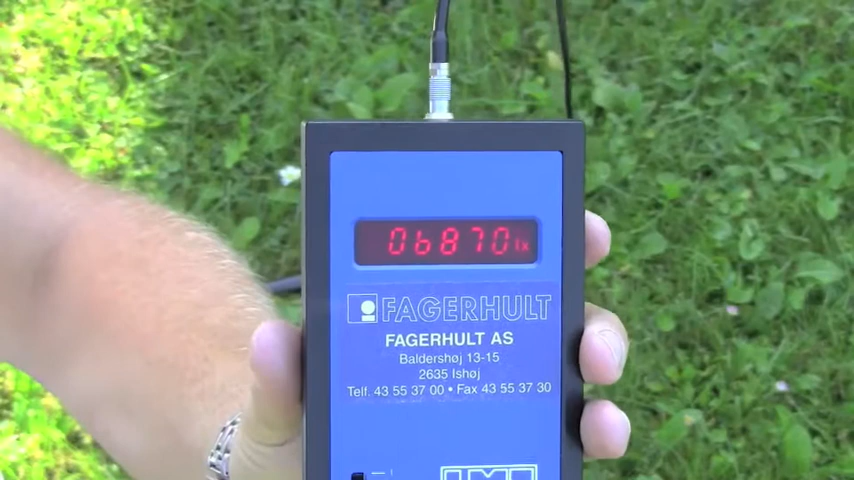 06870 lx
FAGERHULT
FAGERHULT AS
Baldershøj 13-15
2635 Ishøj
Telf. 43 55 37 00 • Fax 43 55 37 30